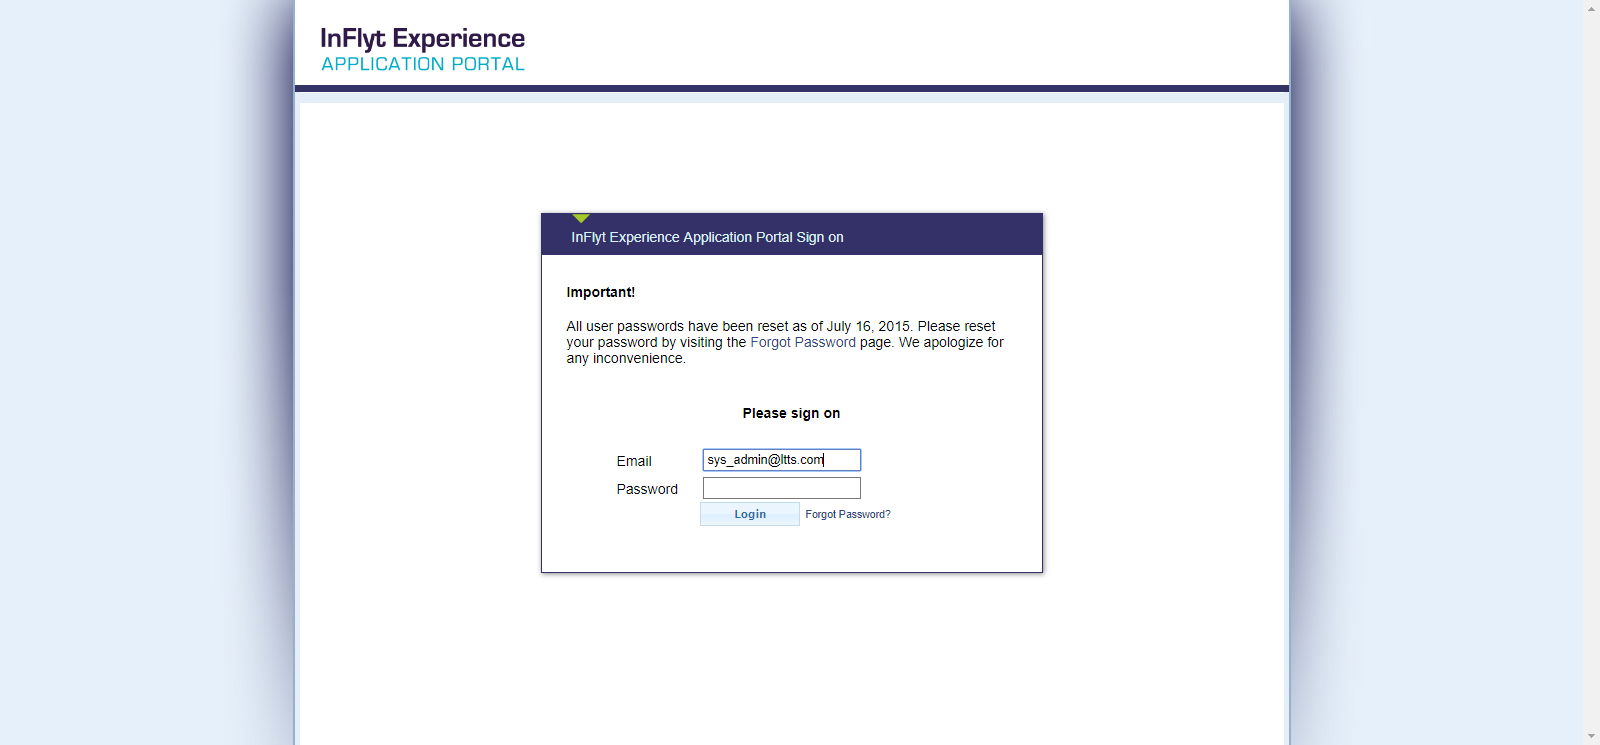 InFlyt Experience
APPLICATION PORTAL
InFlyt Experience Application Portal Sign on
Important!
All user passwords have been reset as of July 16, 2015. Please reset
your password by visiting the Forgot Password page. We apologize for
any inconvenience.
Please sign on
Email sys_admin@ltts.com
Password
Login Forgot Password?